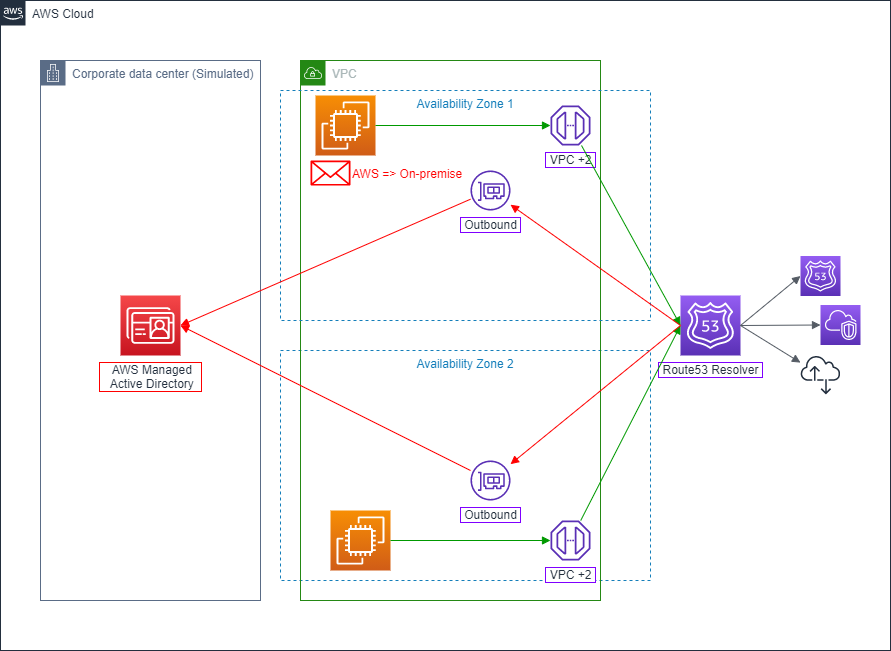 aws
AWS Cloud
Corporate data center (Simulated)
VPC
Availability Zone 1
VPC +2
AWS => On-premise
Outbound
53
53
AWS Managed
Active Directory
Availability Zone 2
Route53 Resolver
Outbound
VPC +2